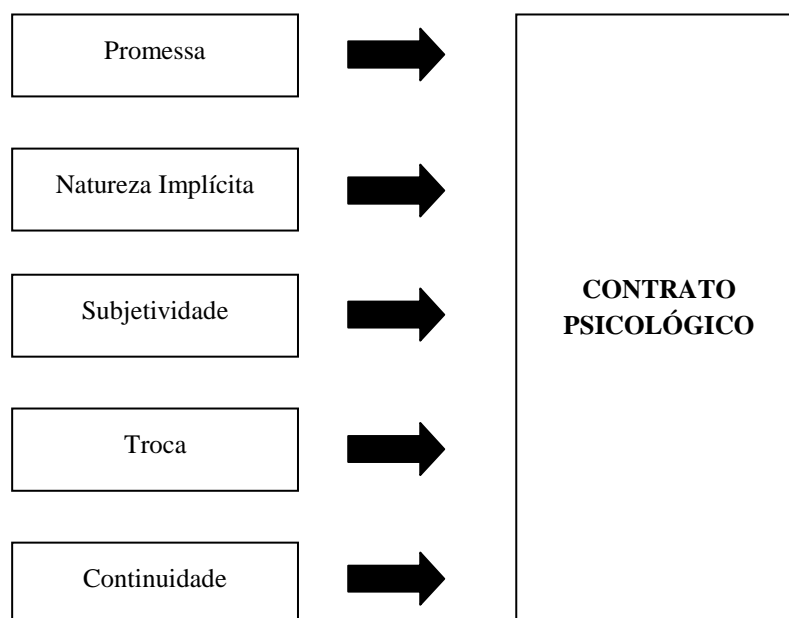 Promessa
Natureza Implícita
Subjetividade
CONTRATO
PSICOLÓGICO
Troca
Continuidade